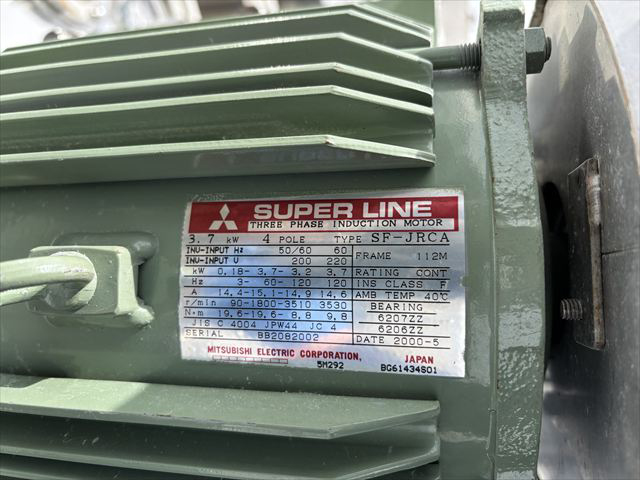 SUPER LINE
THREE PHASE INDUCTION MOTOR
3.7 kW 4 POLE TYPE SF-JRCA
INV-INPUT Hz 50/60 60 FRAME 112M
INV-INPUT V 200 220
kW 0.18- 3.7- 3.2 3.7 RATING CONT
Hz 3- 60-120 120 INS CLASS F
A 14.4-15.1-14.9 14.6 AMB TEMP 40°C
r/min 90-1800-3510 3530 BEARING
N·m 19.6-19.6- 8.8 9.8 6207ZZ
JIS C 4004 JPW44 JC 4 6206ZZ
SERIAL BB2082002 DATE 2000-5
MITSUBISHI ELECTRIC CORPORATION, JAPAN
5M292 BG61434S01